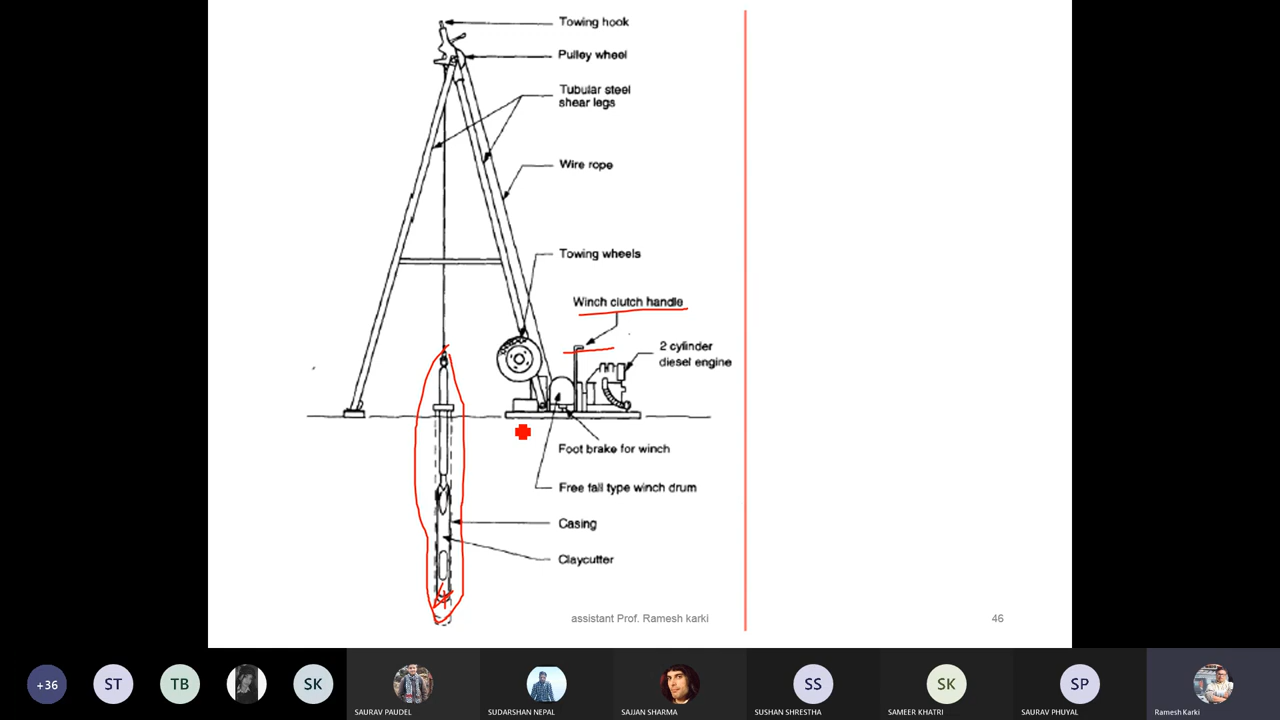 Towing hook
Pulley wheel
Tubular steel
shear legs
Wire rope
Towing wheels
Winch clutch handle
2 cylinder
diesel engine
Foot brake for winch
Free fall type winch drum
Casing
Claycutter
assistant Prof. Ramesh karki
46
+36
ST
TB
SK
SAURAV PAUDEL
SUDARSHAN NEPAL
SAJJAN SHARMA
SS
SUSHAN SHRESTHA
SK
SAMEER KHATRI
SP
SAURAV PHUYAL
Ramesh Karki